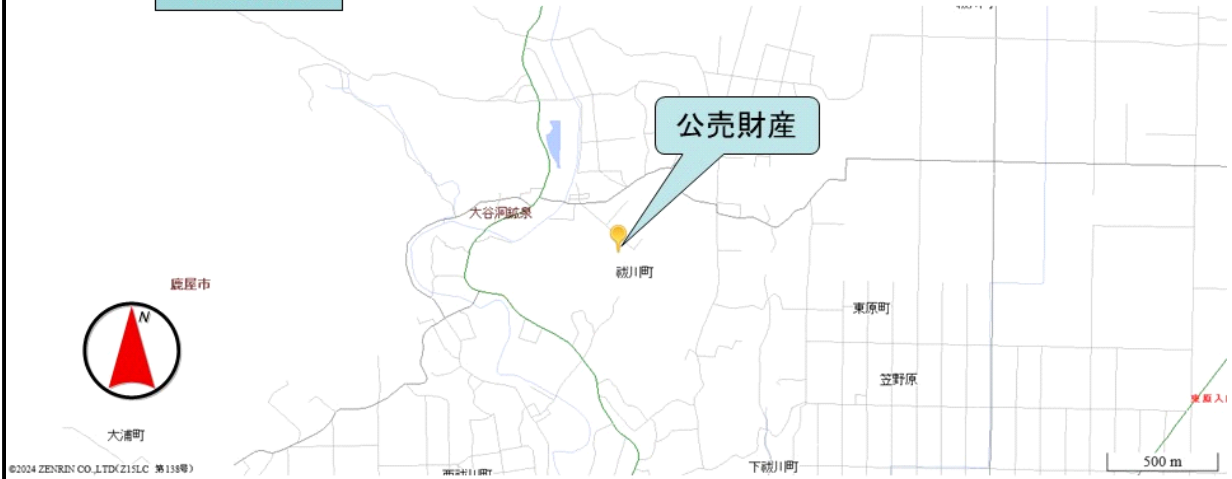 公売財産
大谷洞鉱泉
祓川町
鹿屋市
N
東原町
笠野原
大浦町
©2024 ZENRIN CO.,LTD(Z15LC 第138号)
下祓川町
500 m